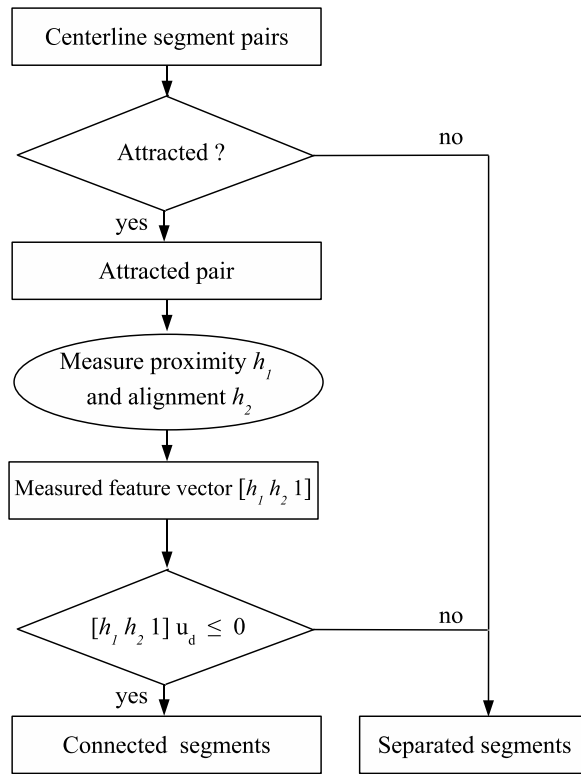 Centerline segment pairs
Attracted ?
no
yes
Attracted pair
Measure proximity h₁
and alignment h₂
Measured feature vector [h₁ h₂ 1]
[h₁ h₂ 1] u_d ≤ 0
no
yes
Connected segments
Separated segments